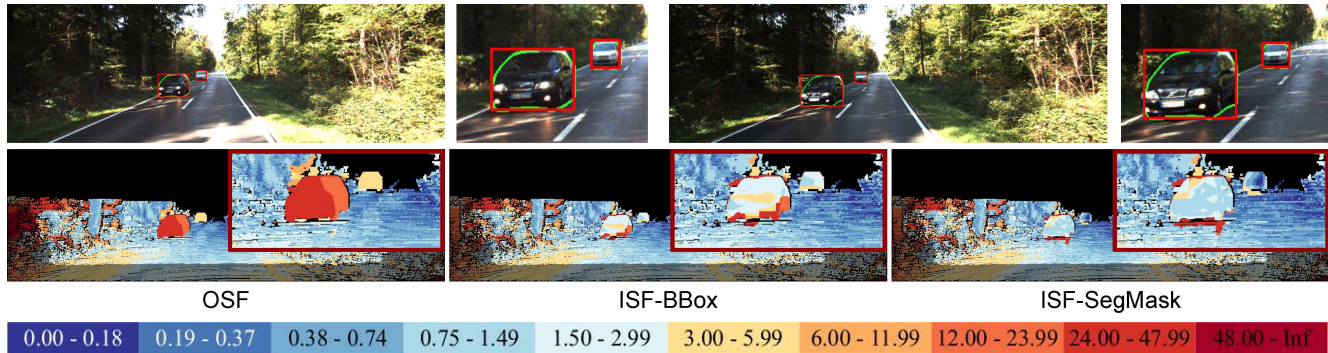 OSF ISF-BBox ISF-SegMask
0.00 - 0.18 0.19 - 0.37 0.38 - 0.74 0.75 - 1.49 1.50 - 2.99 3.00 - 5.99 6.00 - 11.99 12.00 - 23.99 24.00 - 47.99 48.00 - Inf